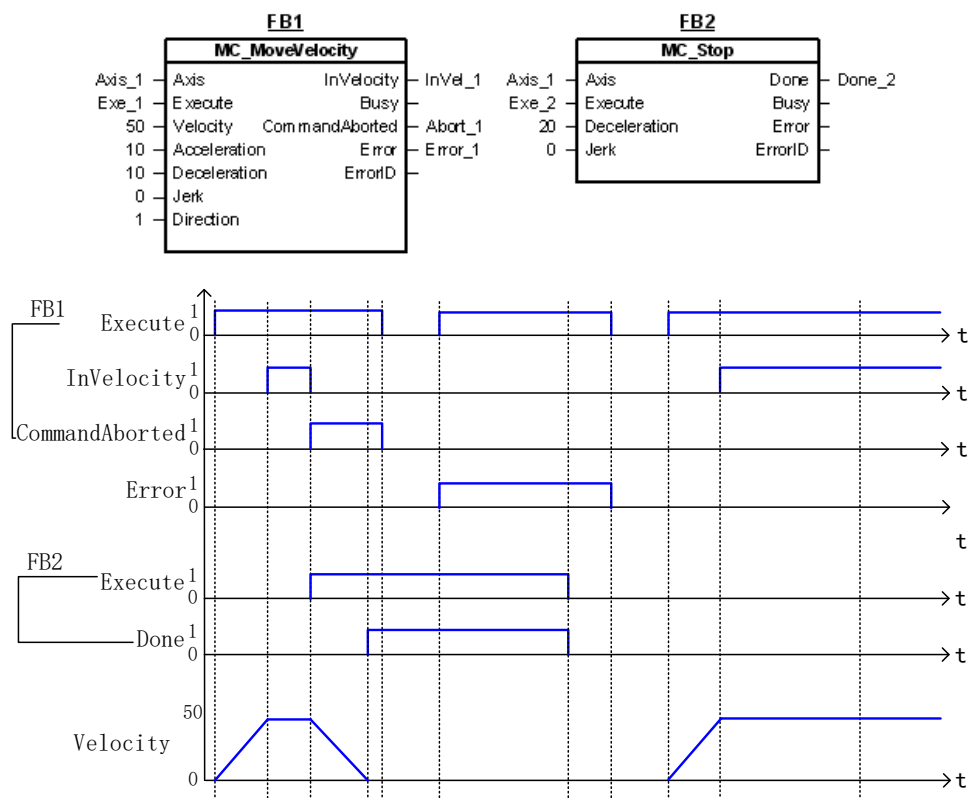 FB1 FB2
MC_MoveVelocity MC_Stop
Axis_1 Axis InVelocity InVel_1 Axis_1 Axis Done Done_2
Exe_1 Execute Busy Exe_2 Execute Busy
50 Velocity CommandAborted Abort_1 20 Deceleration Error
10 Acceleration Error Error_1 0 Jerk ErrorID
10 Deceleration ErrorID
0 Jerk
1 Direction
FB1
Execute 1
0 t
InVelocity 1
0 t
CommandAborted 1
0 t
Error 1
0
t
FB2
Execute 1
0 t
Done 1
0 t
50
Velocity
0 t